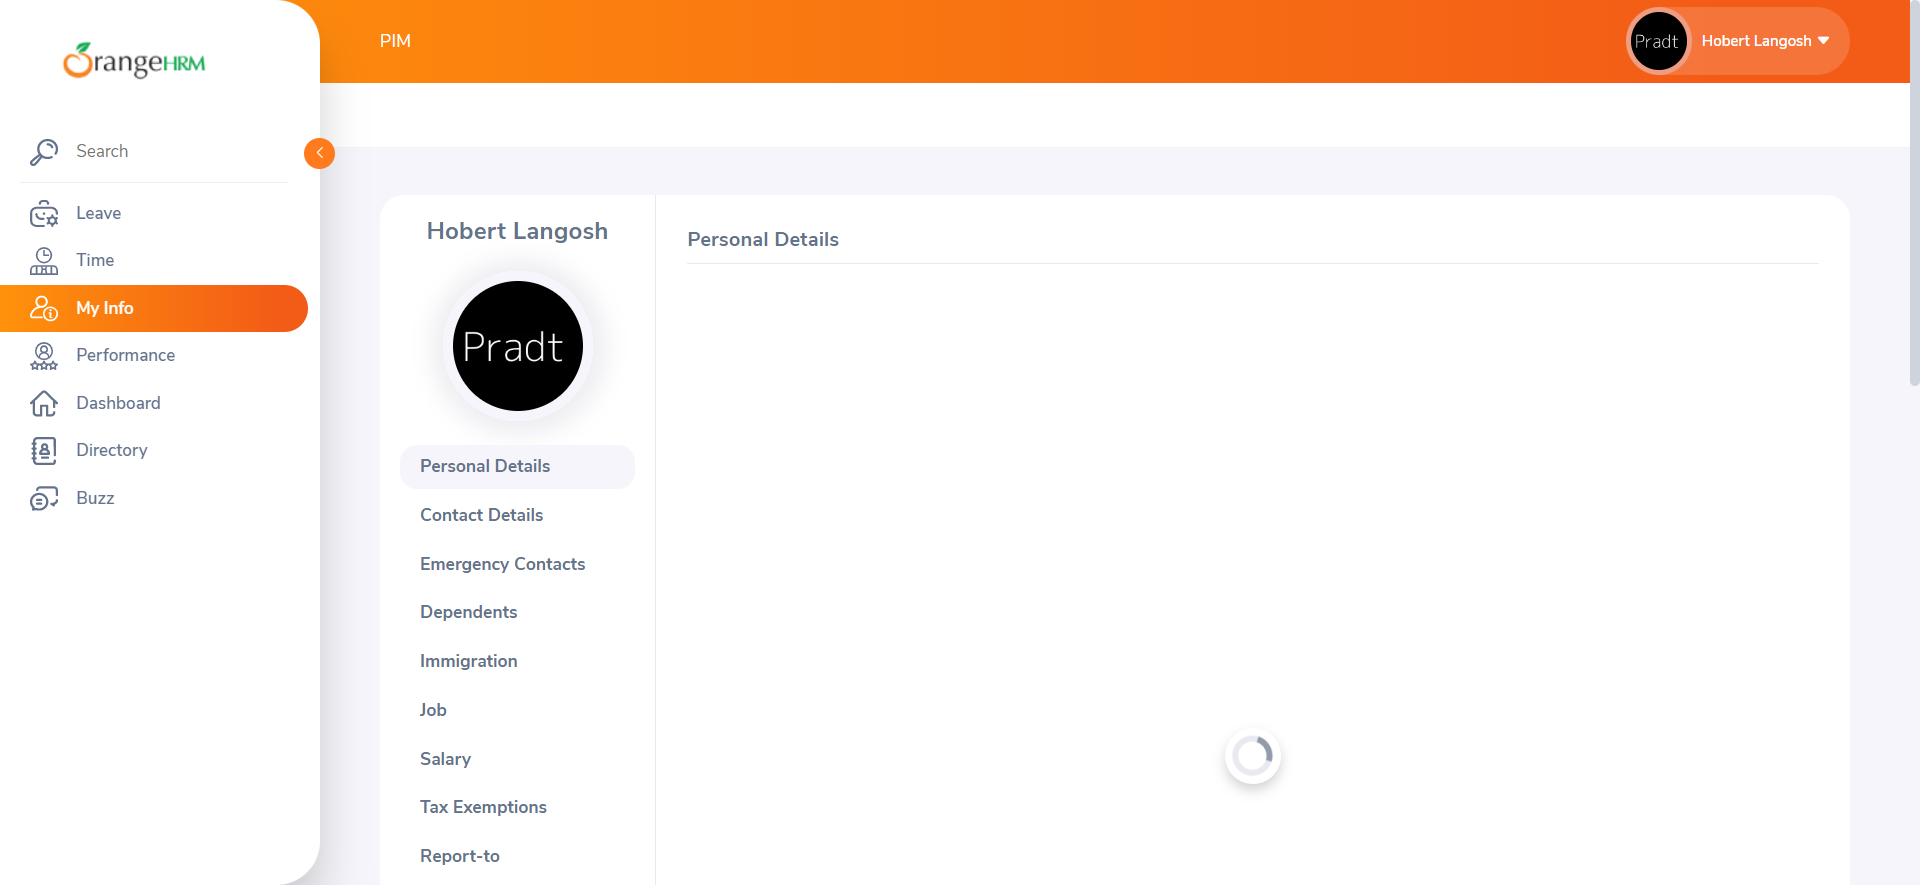 OrangeHRM
Search
Leave
Time
My Info
Performance
Dashboard
Directory
Buzz
PIM
Pradt
Hobert Langosh
Hobert Langosh
Pradt
Personal Details
Contact Details
Emergency Contacts
Dependents
Immigration
Job
Salary
Tax Exemptions
Report-to
Personal Details